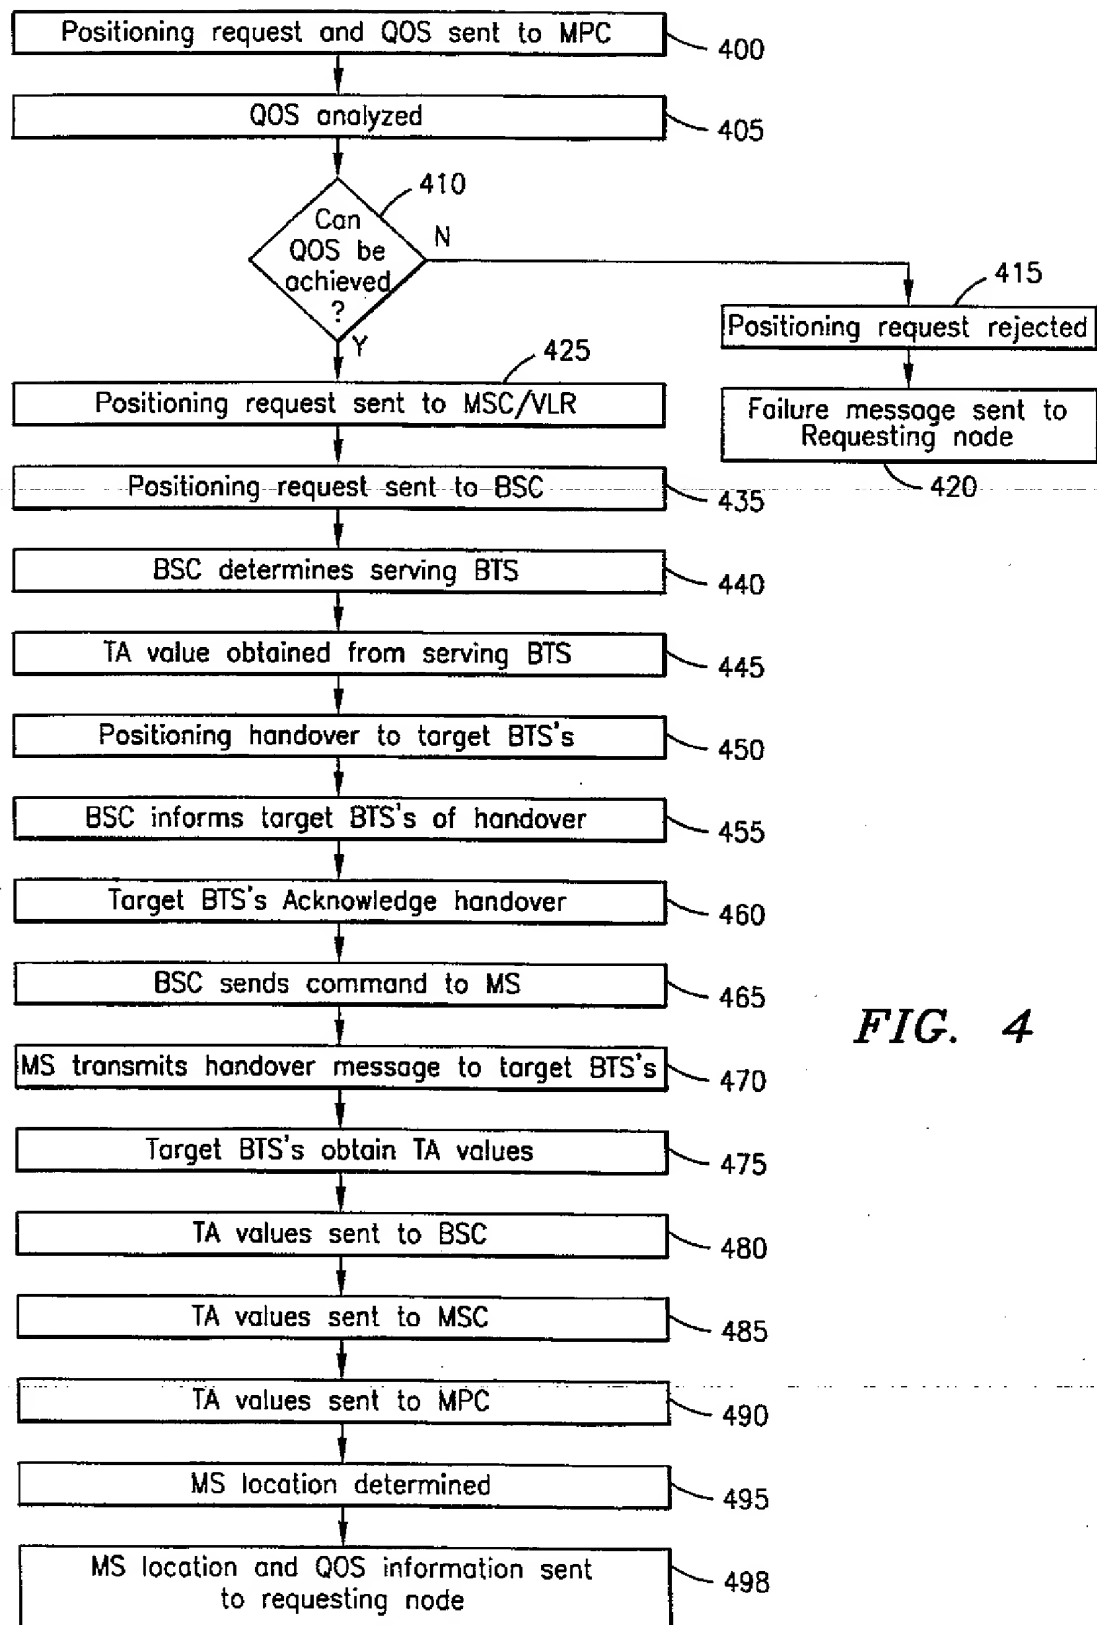 Positioning request and QOS sent to MPC
400
QOS analyzed
405
410
Can
QOS be
achieved
?
N
Y
415
Positioning request rejected
Failure message sent to
Requesting node
420
425
Positioning request sent to MSC/VLR
Positioning request sent to BSC
435
BSC determines serving BTS
440
TA value obtained from serving BTS
445
Positioning handover to target BTS's
450
BSC informs target BTS's of handover
455
Target BTS's Acknowledge handover
460
BSC sends command to MS
465
MS transmits handover message to target BTS's
470
Target BTS's obtain TA values
475
TA values sent to BSC
480
TA values sent to MSC
485
TA values sent to MPC
490
MS location determined
495
MS location and QOS information sent
to requesting node
498
FIG. 4